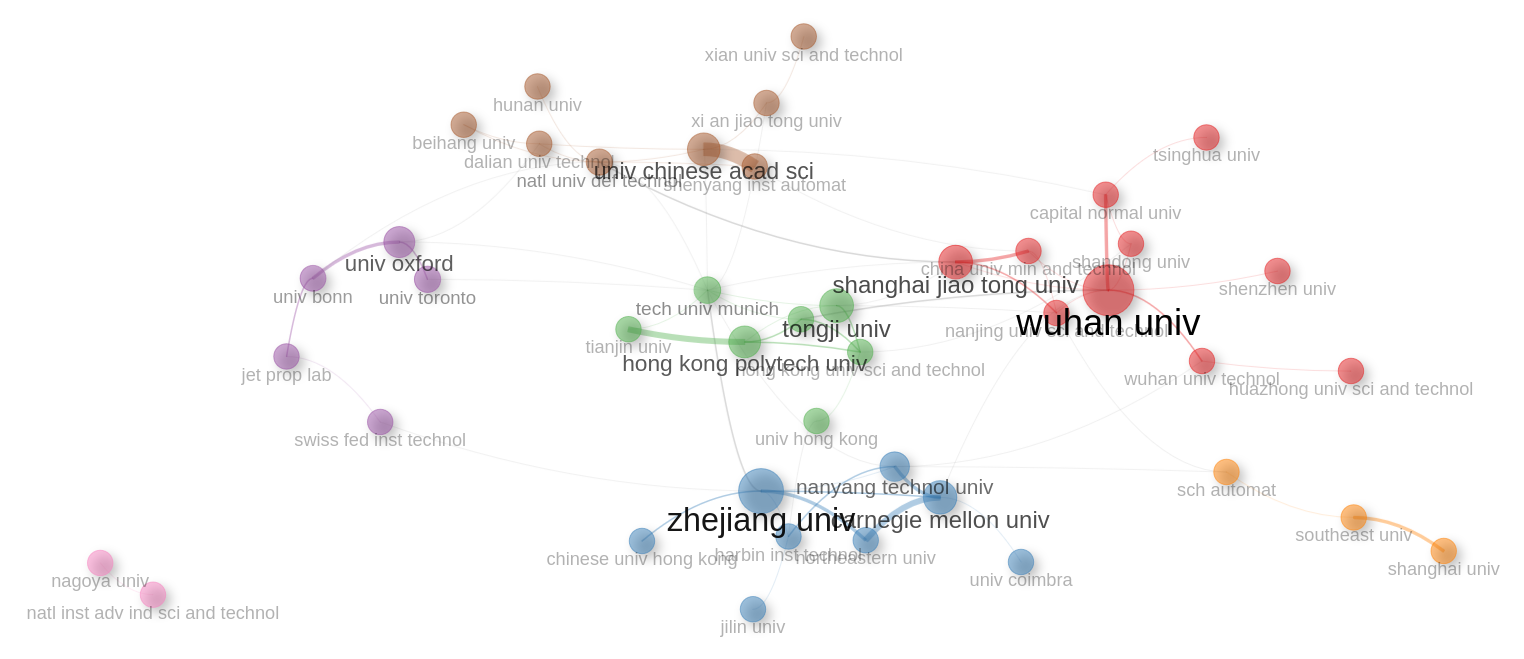 xian univ sci and technol
hunan univ
xi an jiao tong univ
beihang univ
tsinghua univ
dalian univ technol
univ chinese acad sci
natl univ def technol
shenyang inst automat
capital normal univ
shandong univ
univ oxford
china univ min and technol
shanghai jiao tong univ
shenzhen univ
univ bonn
univ toronto
tech univ munich
wuhan univ
tongji univ
nanjing univ sci and technol
tianjin univ
hong kong polytech univ
hong kong univ sci and technol
jet prop lab
wuhan univ technol
huazhong univ sci and technol
swiss fed inst technol
univ hong kong
nanyang technol univ
sch automat
zhejiang univ
carnegie mellon univ
southeast univ
chinese univ hong kong
harbin inst technol
northeastern univ
shanghai univ
nagoya univ
univ coimbra
natl inst adv ind sci and technol
jilin univ